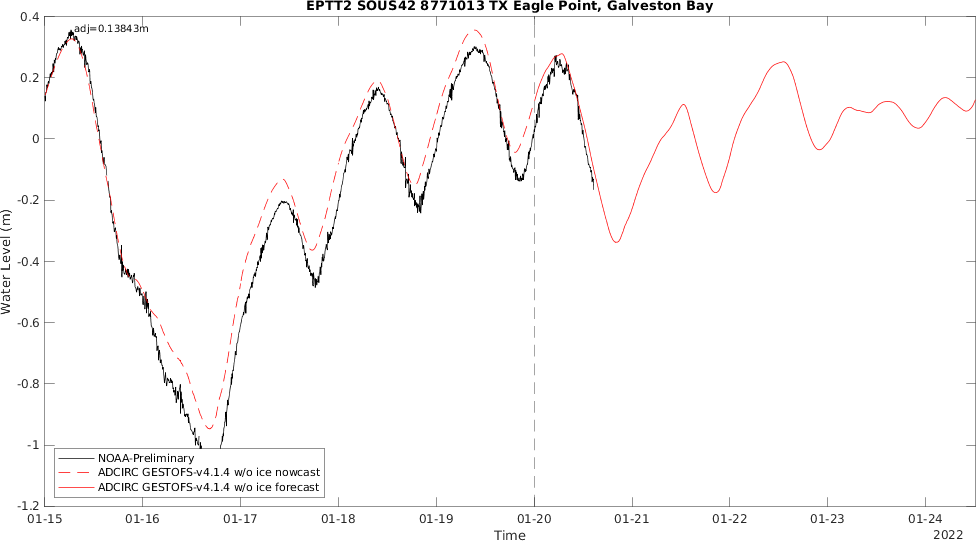 EPTT2 SOUS42 8771013 TX Eagle Point, Galveston Bay
adj=0.13843m
0.4
0.2
0
-0.2
-0.4
-0.6
-0.8
-1
-1.2
Water Level (m)
NOAA-Preliminary
ADCIRC GESTOFS-v4.1.4 w/o ice nowcast
ADCIRC GESTOFS-v4.1.4 w/o ice forecast
01-15 01-16 01-17 01-18 01-19 01-20 01-21 01-22 01-23 01-24
Time
2022